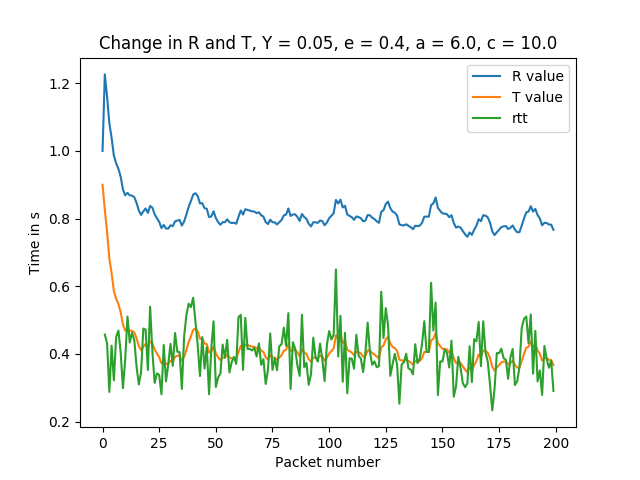 Change in R and T, Y = 0.05, e = 0.4, a = 6.0, c = 10.0
R value
T value
rtt
Time in s
1.2
1.0
0.8
0.6
0.4
0.2
0 25 50 75 100 125 150 175 200
Packet number